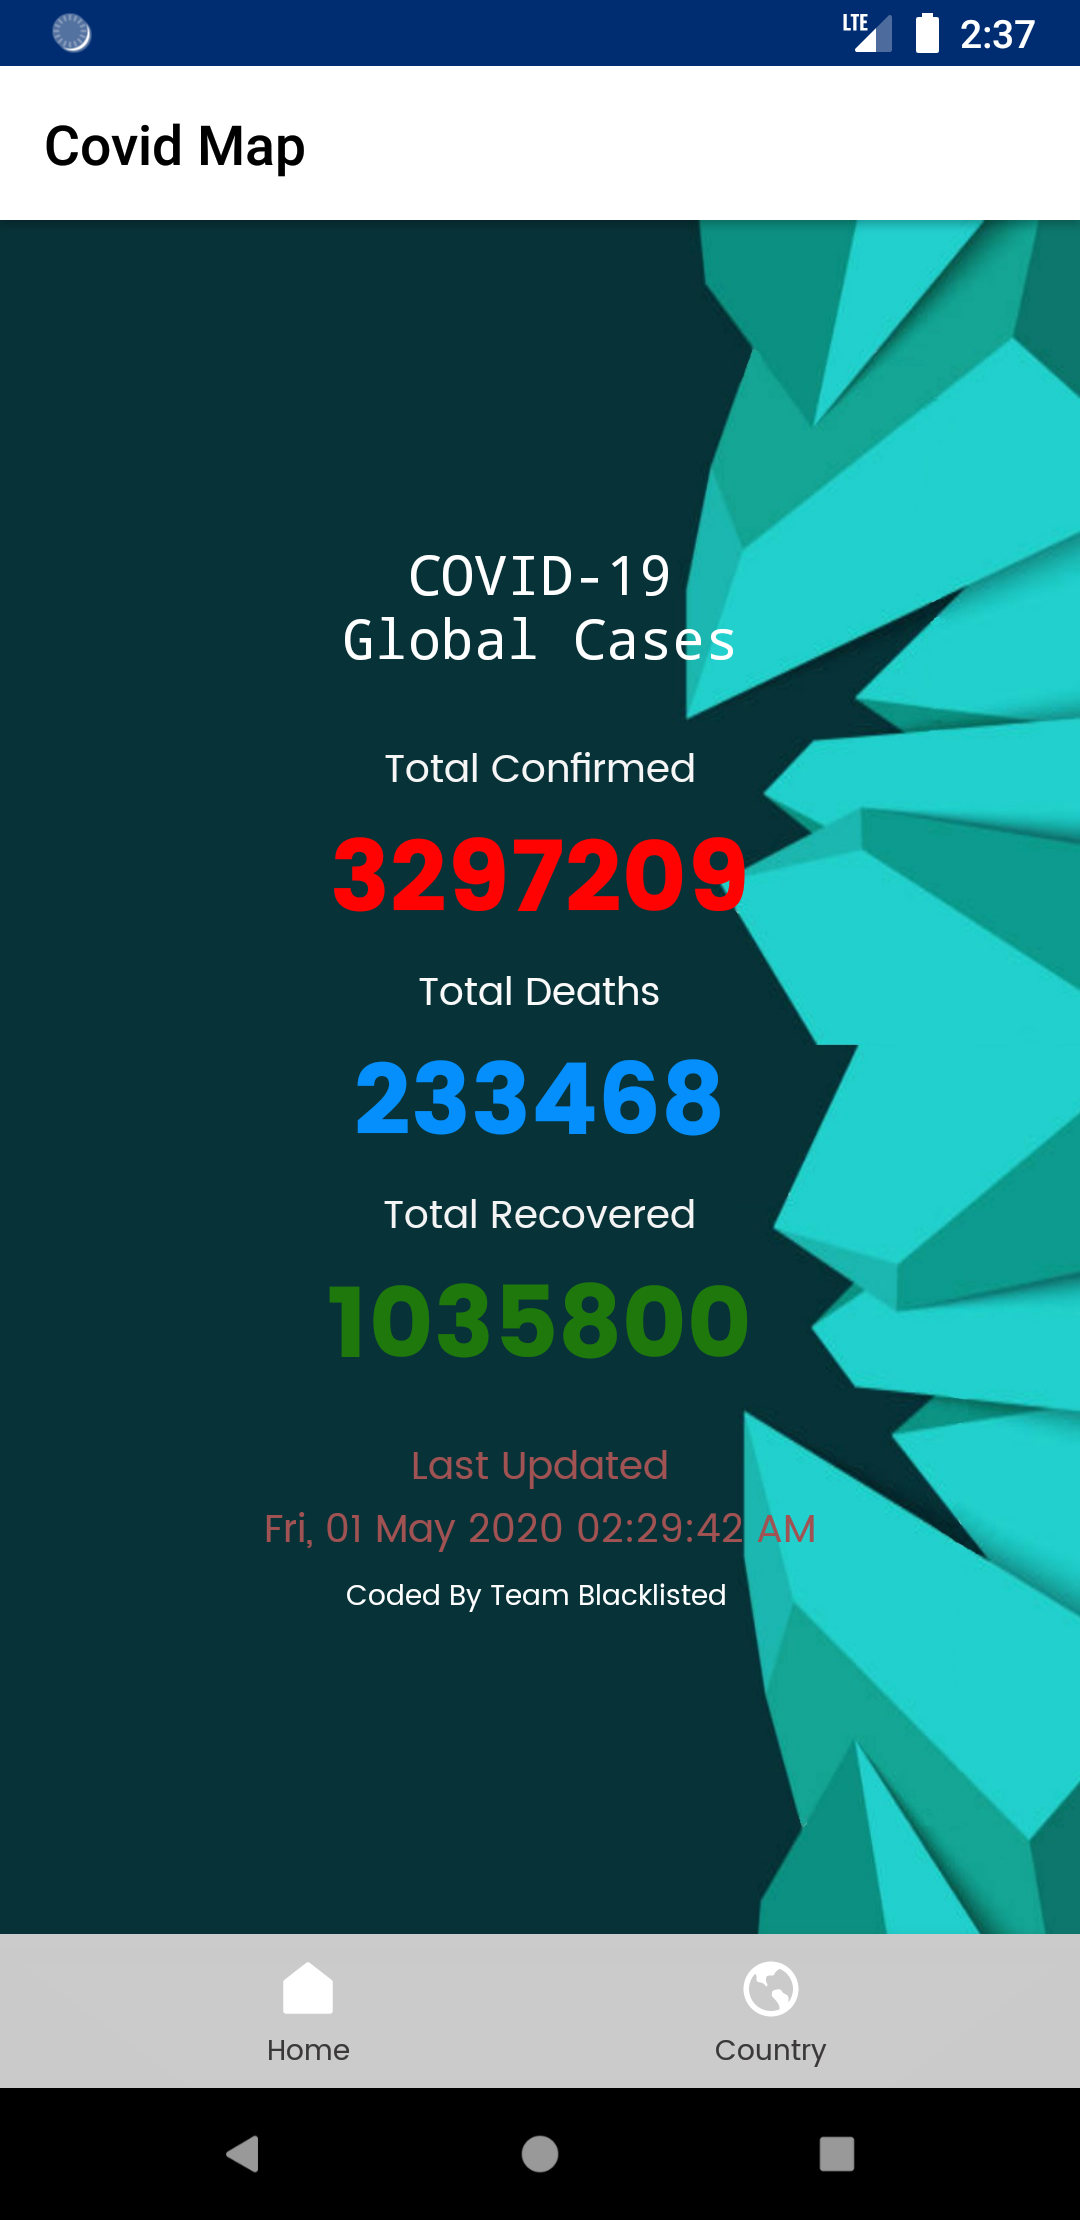 LTE 2:37
Covid Map
COVID-19
Global Cases
Total Confirmed
3297209
Total Deaths
233468
Total Recovered
1035800
Last Updated
Fri, 01 May 2020 02:29:42 AM
Coded By Team Blacklisted
Home Country